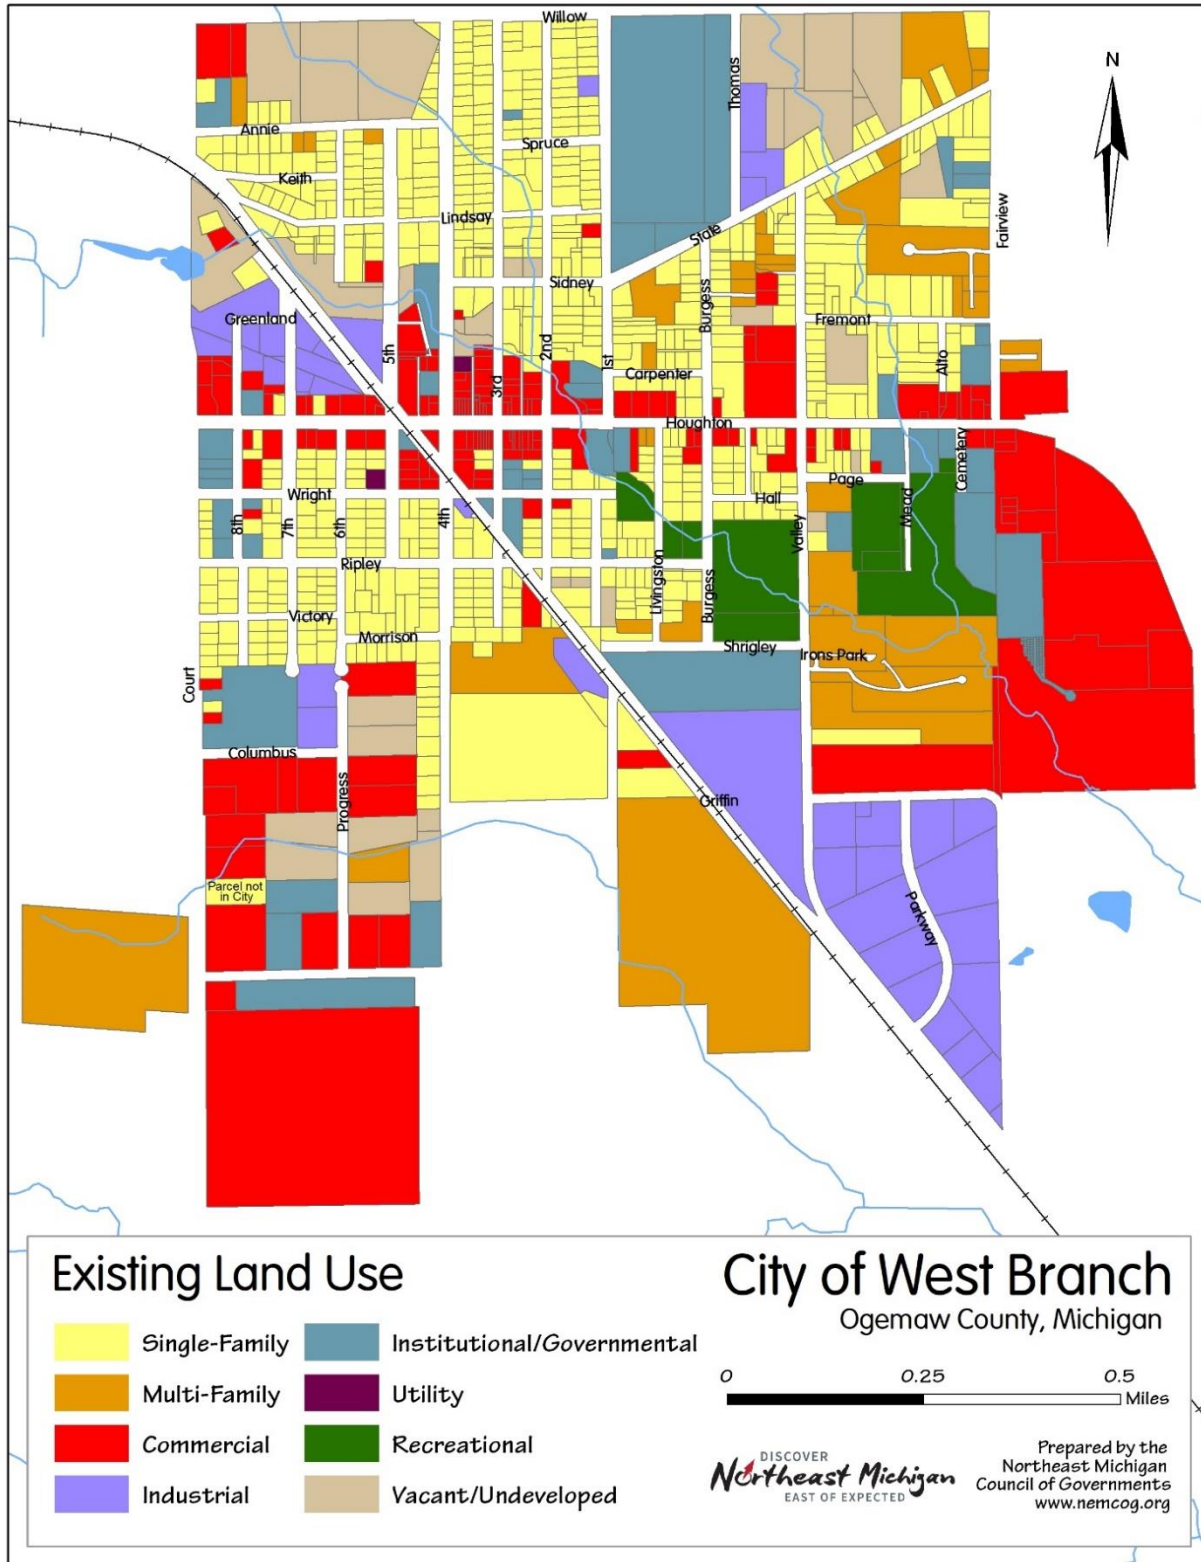 Willow
N
Thomas
Annie
Spruce
Keith
Lindsay
State
Fairview
Sidney
Burgess
Greenland
Fremont
5th
2nd
1st
Alto
Carpenter
3rd
Houghton
Cemetery
Page
Wright
Hall
Mead
8th
7th
6th
4th
Valley
Ripley
Livingston
Burgess
Victory
Morrison
Shrigley
Irons Park
Court
Columbus
Progress
Griffin
Parcel not
in City
Parkway
Existing Land Use
Single-Family
Multi-Family
Commercial
Industrial
Institutional/Governmental
Utility
Recreational
Vacant/Undeveloped
City of West Branch
Ogemaw County, Michigan
0 0.25 0.5
Miles
DISCOVER
Northeast Michigan
EAST OF EXPECTED
Prepared by the
Northeast Michigan
Council of Governments
www.nemcog.org